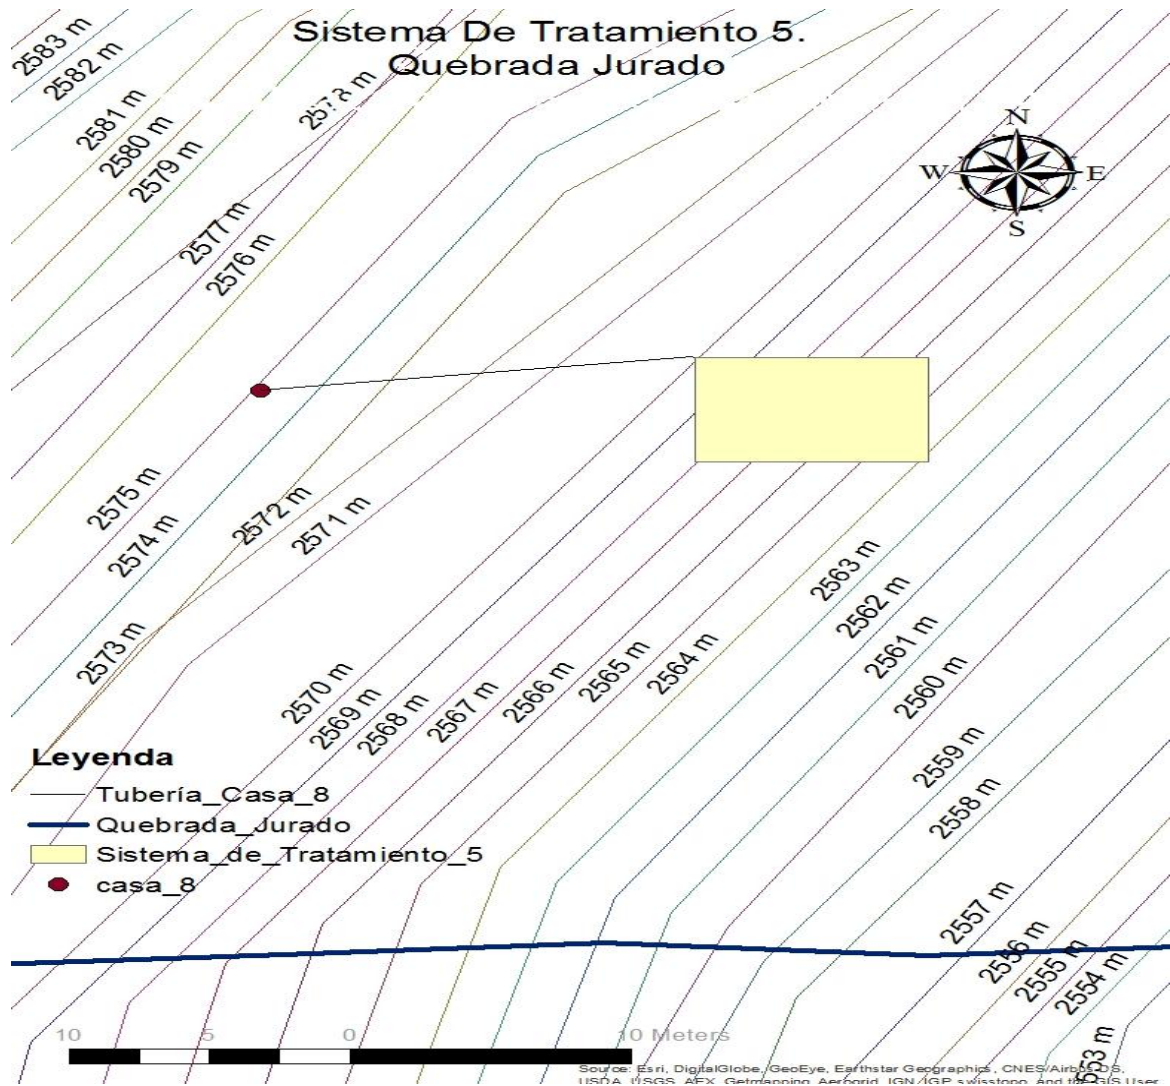 Sistema De Tratamiento 5.
Quebrada Jurado
2583 m
2582 m
2581 m
2580 m
2579 m
2578 m
N
W E
S
2577 m
2576 m
2575 m
2574 m
2573 m
2572 m
2571 m
2570 m
2569 m
2568 m
2567 m
2566 m
2565 m
2564 m
2563 m
2562 m
2561 m
2560 m
2559 m
2558 m
2557 m
2556 m
2555 m
2554 m
553 m
Leyenda
Tubería_Casa_8
Quebrada_Jurado
Sistema_de_Tratamiento_5
casa_8
10 5 0 10 Meters
Source: Esri, DigitalGlobe, GeoEye, Earthstar Geographics, CNES/Airbus DS,
USDA, USGS, AEX, Getmapping, Aerogrid, IGN, IGP, swisstopo, and the GIS User